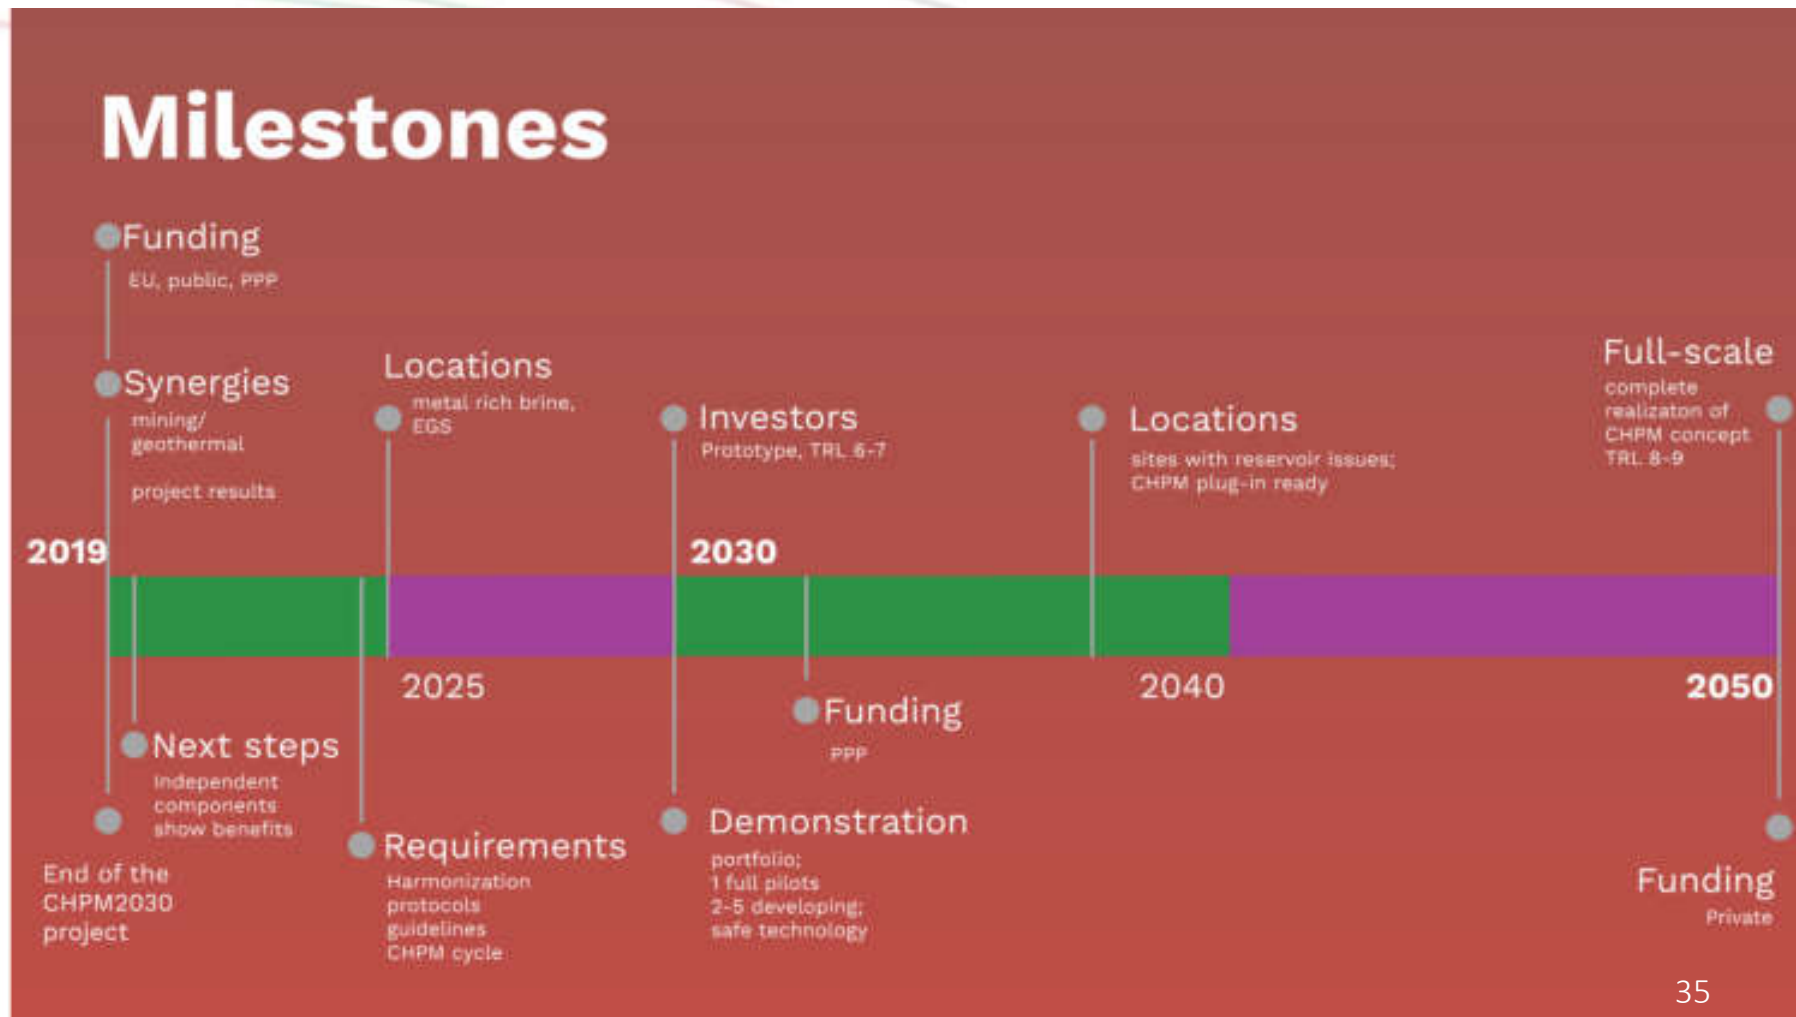 Milestones
Funding
EU, public, PPP
Synergies
mining/
geothermal
project results
2019
Locations
metal rich brine,
EGS
Investors
Prototype, TRL 6-7
2030
Locations
sites with reservoir issues;
CHPM plug-in ready
Full-scale
complete
realizaton of
CHPM concept
TRL 8-9
2025
2040
2050
Next steps
Independent
components
show benefits
End of the
CHPM2030
project
Requirements
Harmonization
protocols
guidelines
CHPM cycle
Funding
PPP
Demonstration
portfolio;
1 full pilots
2-5 developing;
safe technology
Funding
Private
35